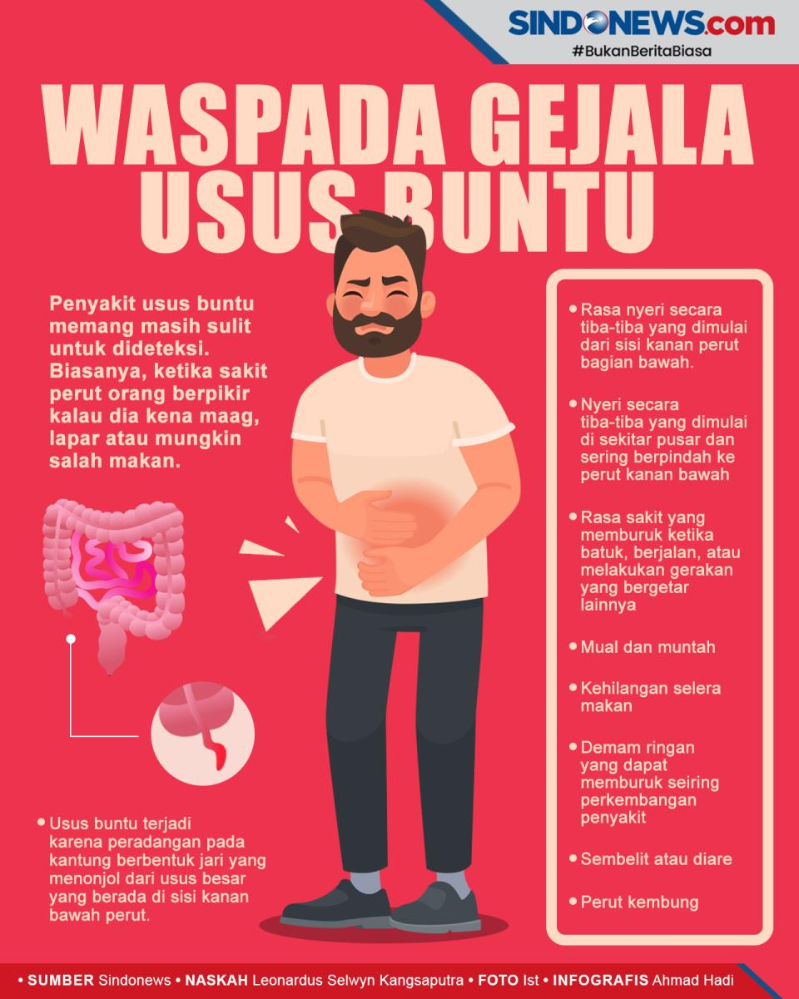 SINDONEWS.com
#BukanBeritaBiasa
WASPADA GEJALA
USUS BUNTU
Penyakit usus buntu
memang masih sulit
untuk dideteksi.
Biasanya, ketika sakit
perut orang berpikir
kalau dia kena maag,
lapar atau mungkin
salah makan.
• Usus buntu terjadi
karena peradangan pada
kantung berbentuk jari yang
menonjol dari usus besar
yang berada di sisi kanan
bawah perut.
• Rasa nyeri secara
tiba-tiba yang dimulai
dari sisi kanan perut
bagian bawah.
• Nyeri secara
tiba-tiba yang dimulai
di sekitar pusar dan
sering berpindah ke
perut kanan bawah
• Rasa sakit yang
memburuk ketika
batuk, berjalan, atau
melakukan gerakan
yang bergetar
lainnya
• Mual dan muntah
• Kehilangan selera
makan
• Demam ringan
yang dapat
memburuk seiring
perkembangan
penyakit
• Sembelit atau diare
• Perut kembung
• SUMBER Sindonews • NASKAH Leonardus Selwyn Kangsaputra • FOTO Ist • INFOGRAFIS Ahmad Hadi